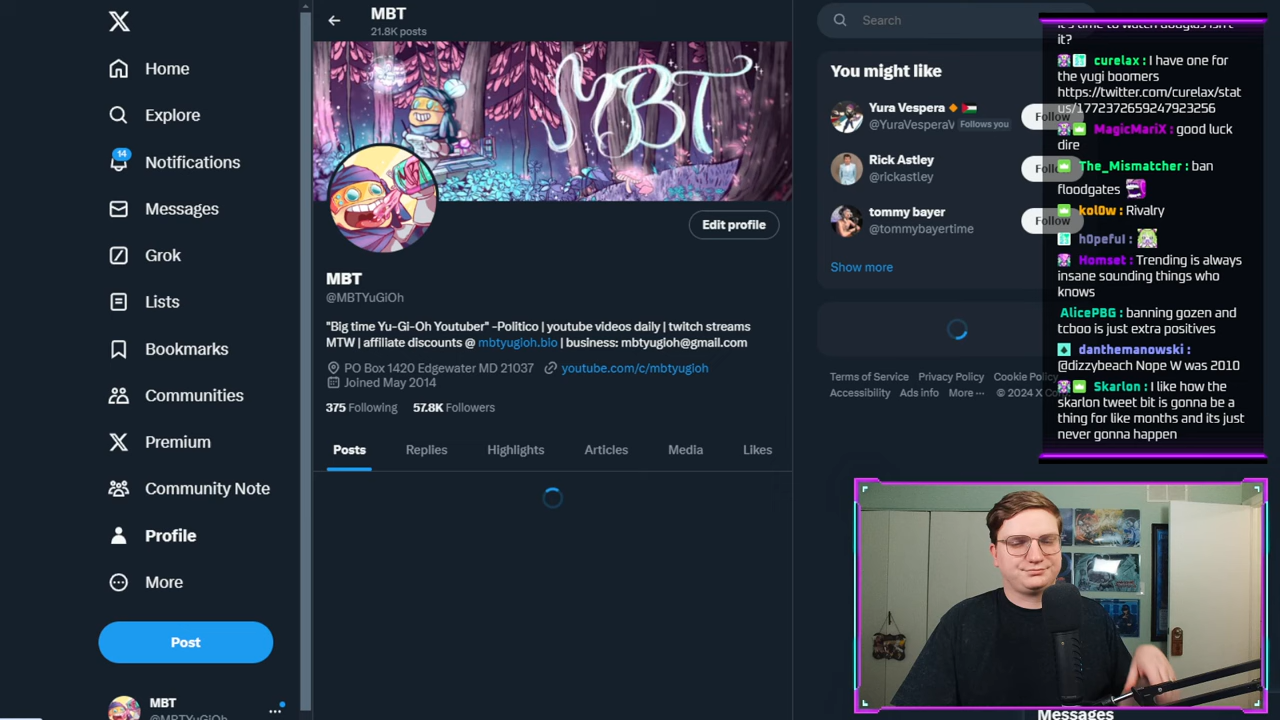 MBT
21.8K posts
Home
Explore
14
Notifications
Messages
Grok
Lists
Bookmarks
Communities
Premium
Community Note
Profile
More
Post
MBT
@MBTYuGiOh
MBT
Edit profile
MBT
@MBTYuGiOh
"Big time Yu-Gi-Oh Youtuber" -Politico | youtube videos daily | twitch streams
MTW | affiliate discounts @ mbtyugioh.bio | business: mbtyugioh@gmail.com
PO Box 1420 Edgewater MD 21037 youtube.com/c/mbtyugioh
Joined May 2014
375 Following 57.8K Followers
Posts Replies Highlights Articles Media Likes
Search
You might like
Yura Vespera
@YuraVesperaV Follows you
Follow
Rick Astley
@rickastley
tommy bayer
@tommybayertime
Follow
Show more
Terms of Service Privacy Policy Cookie Policy
Accessibility Ads info More ··· © 2024 X
it?
curelax : I have one for
the yugi boomers
https://twitter.com/curelax/stat
us/1772372659247923256
MagicMariX : good luck
dire
The_Mismatcher : ban
floodgates
kol0w : Rivalry
h0peful :
Homset : Trending is always
insane sounding things who
knows
AlicePBG : banning gozen and
tcboo is just extra positives
danthemanowski :
@dizzybeach Nope W was 2010
Skarlon : I like how the
skarlon tweet bit is gonna be a
thing for like months and its just
never gonna happen
Messages